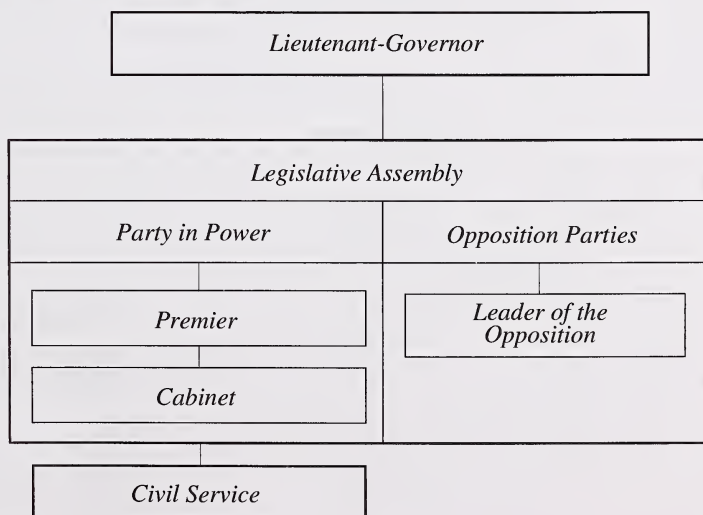 Lieutenant-Governor
Legislative Assembly
Party in Power
Opposition Parties
Premier
Leader of the
Opposition
Cabinet
Civil Service